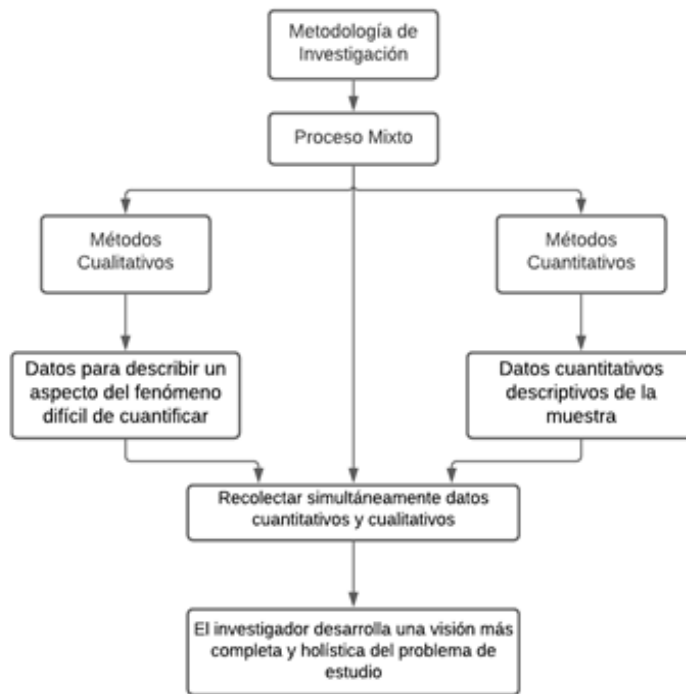 Metodología de
Investigación
Proceso Mixto
Métodos
Cualitativos
Métodos
Cuantitativos
Datos para describir un
aspecto del fenómeno
difícil de cuantificar
Datos cuantitativos
descriptivos de la
muestra
Recolectar simultáneamente datos
cuantitativos y cualitativos
El investigador desarrolla una visión más
completa y holística del problema de
estudio